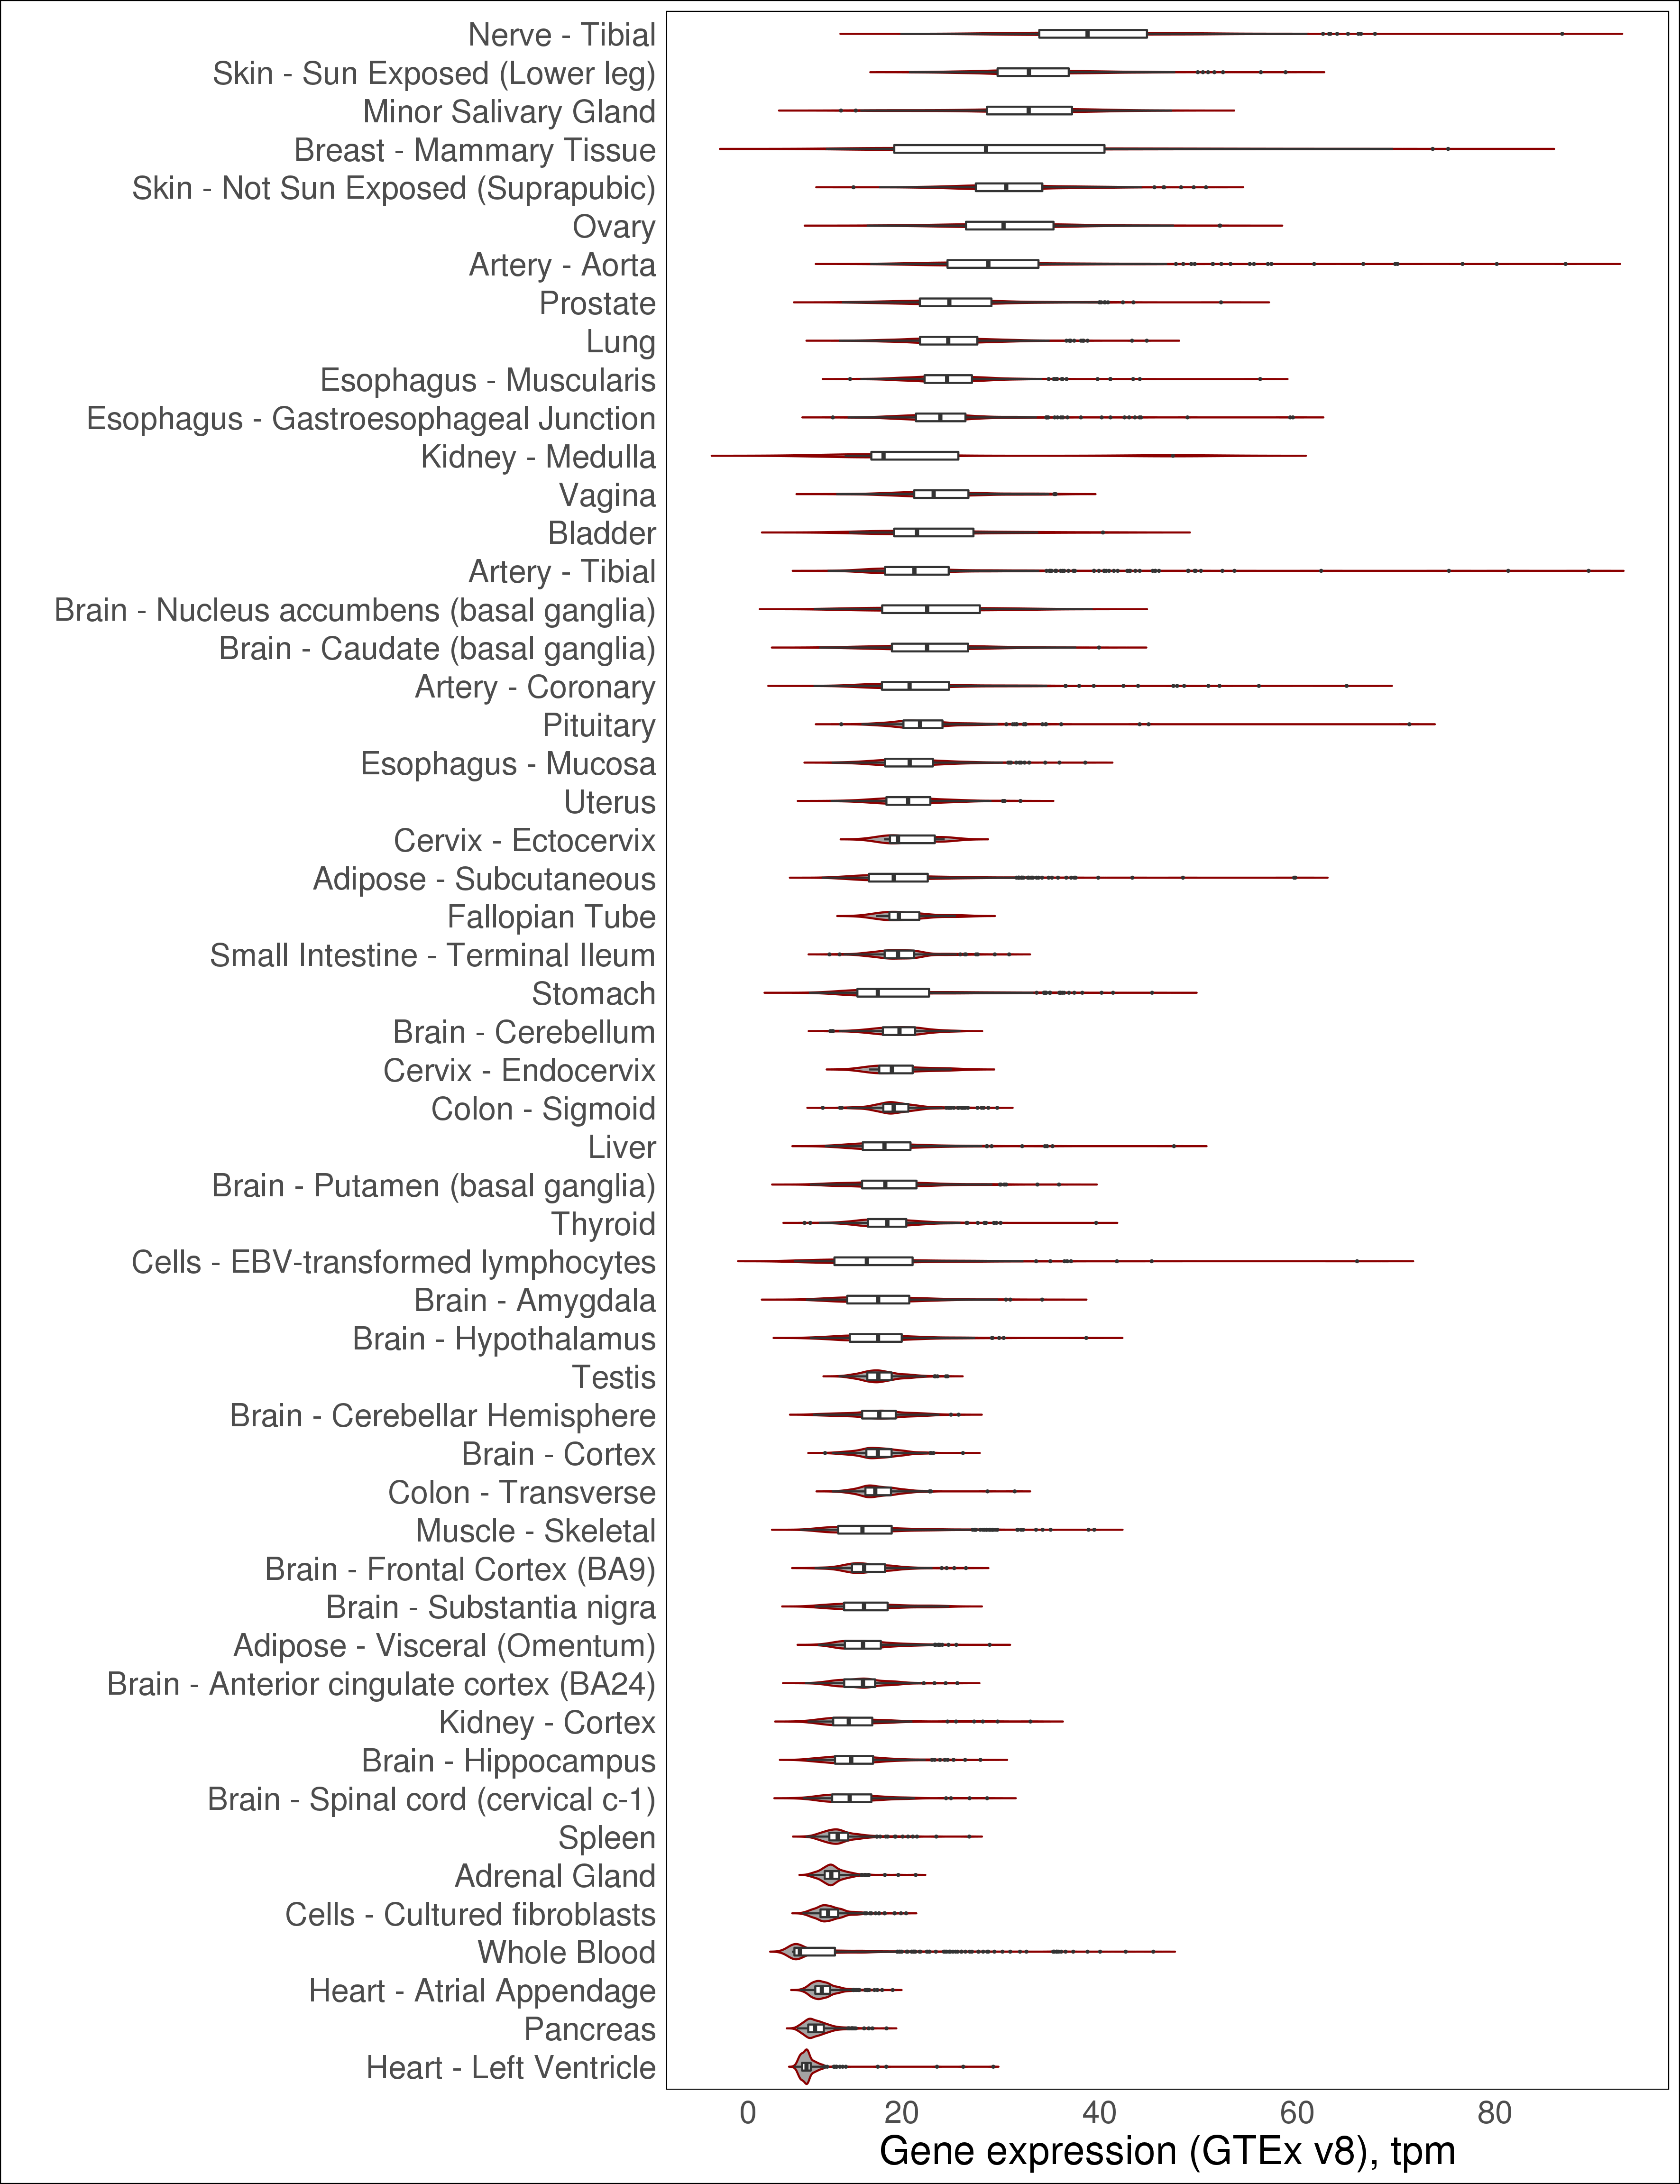 Nerve - Tibial
Skin - Sun Exposed (Lower leg)
Minor Salivary Gland
Breast - Mammary Tissue
Skin - Not Sun Exposed (Suprapubic)
Ovary
Artery - Aorta
Prostate
Lung
Esophagus - Muscularis
Esophagus - Gastroesophageal Junction
Kidney - Medulla
Vagina
Bladder
Artery - Tibial
Brain - Nucleus accumbens (basal ganglia)
Brain - Caudate (basal ganglia)
Artery - Coronary
Pituitary
Esophagus - Mucosa
Uterus
Cervix - Ectocervix
Adipose - Subcutaneous
Fallopian Tube
Small Intestine - Terminal Ileum
Stomach
Brain - Cerebellum
Cervix - Endocervix
Colon - Sigmoid
Liver
Brain - Putamen (basal ganglia)
Thyroid
Cells - EBV-transformed lymphocytes
Brain - Amygdala
Brain - Hypothalamus
Testis
Brain - Cerebellar Hemisphere
Brain - Cortex
Colon - Transverse
Muscle - Skeletal
Brain - Frontal Cortex (BA9)
Brain - Substantia nigra
Adipose - Visceral (Omentum)
Brain - Anterior cingulate cortex (BA24)
Kidney - Cortex
Brain - Hippocampus
Brain - Spinal cord (cervical c-1)
Spleen
Adrenal Gland
Cells - Cultured fibroblasts
Whole Blood
Heart - Atrial Appendage
Pancreas
Heart - Left Ventricle
0 20 40 60 80
Gene expression (GTEx v8), tpm